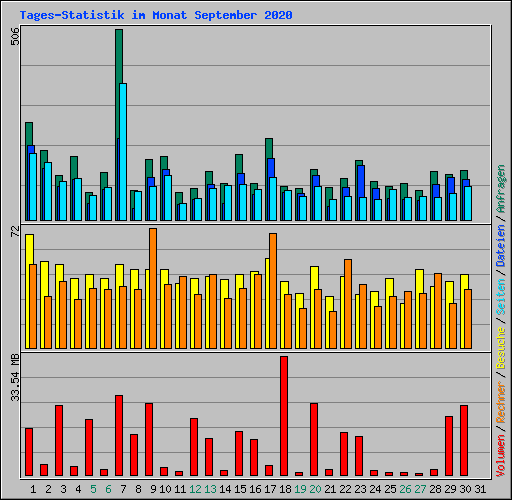 Tages-Statistik im Monat September 2020
506
72
33.54 MB
Volumen / Rechner / Besuche / Seiten / Dateien / Anfragen
1 2 3 4 5 6 7 8 9 10 11 12 13 14 15 16 17 18 19 20 21 22 23 24 25 26 27 28 29 30 31